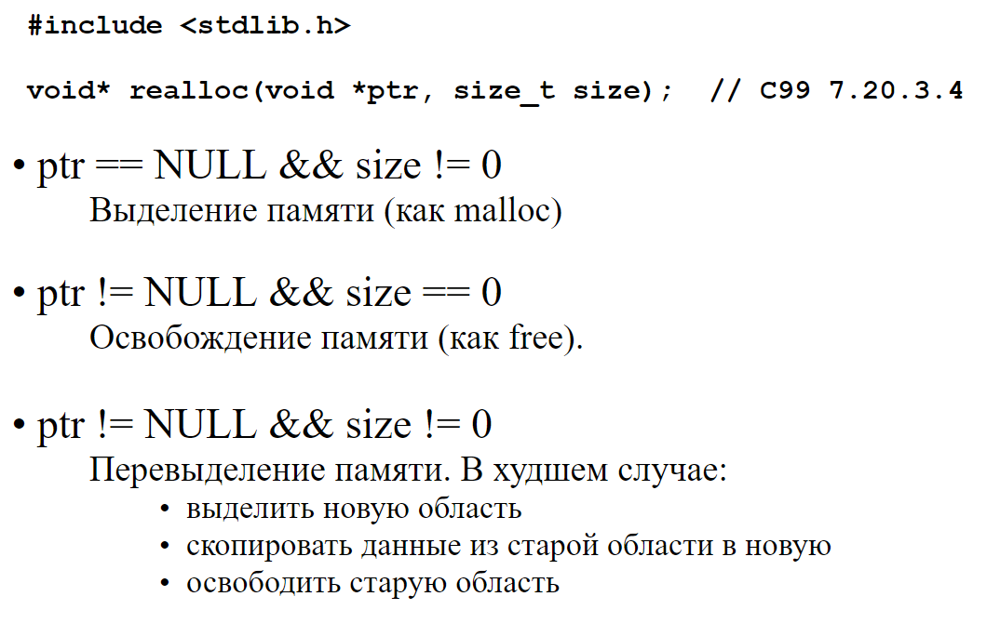 #include <stdlib.h>
void* realloc(void *ptr, size_t size);  // C99 7.20.3.4
• ptr == NULL && size != 0
Выделение памяти (как malloc)
• ptr != NULL && size == 0
Освобождение памяти (как free).
• ptr != NULL && size != 0
Перевыделение памяти. В худшем случае:
• выделить новую область
• скопировать данные из старой области в новую
• освободить старую область